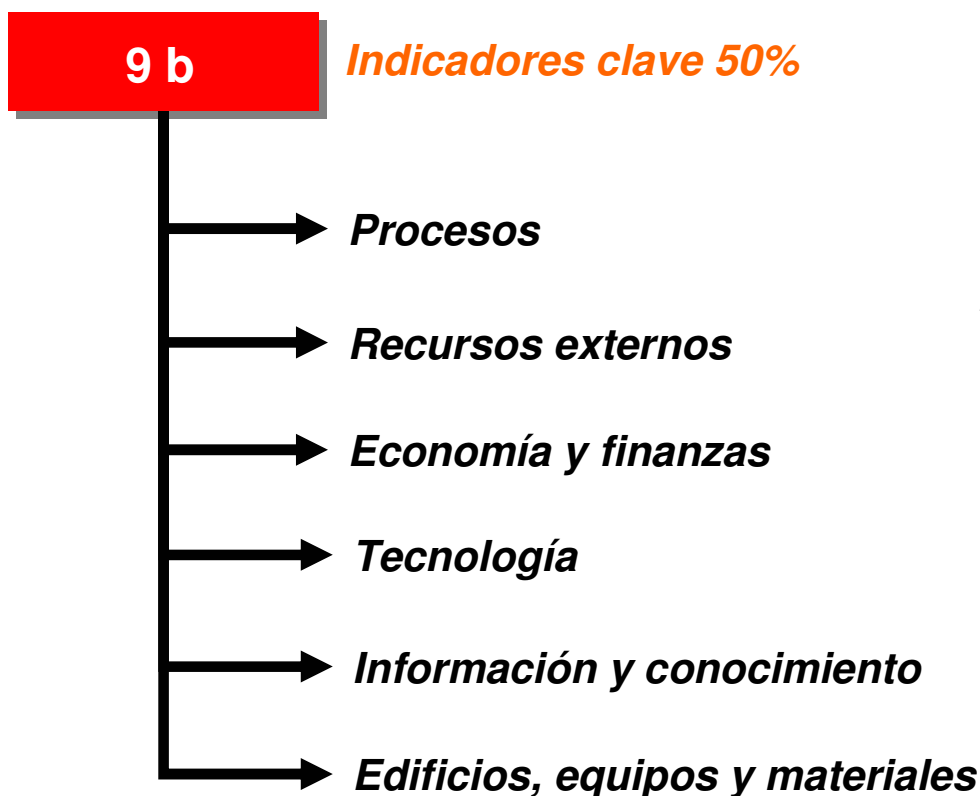 9 b
Indicadores clave 50%
Procesos
Recursos externos
Economía y finanzas
Tecnología
Información y conocimiento
Edificios, equipos y materiales